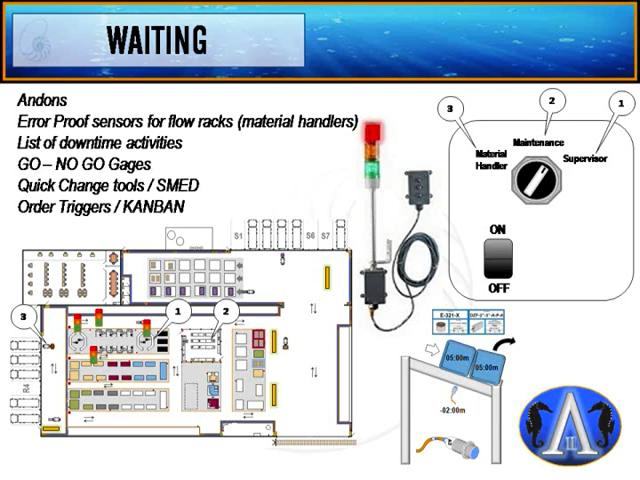 WAITING
Andons
Error Proof sensors for flow racks (material handlers)
List of downtime activities
GO – NO GO Gages
Quick Change tools / SMED
Order Triggers / KANBAN
3
2
1
Maintenance
Material
Handler
Supervisor
ON
OFF
S1
S6 S7
3
1
2
R4
E-321-X
05:00m
05:00m
-02:00m
A